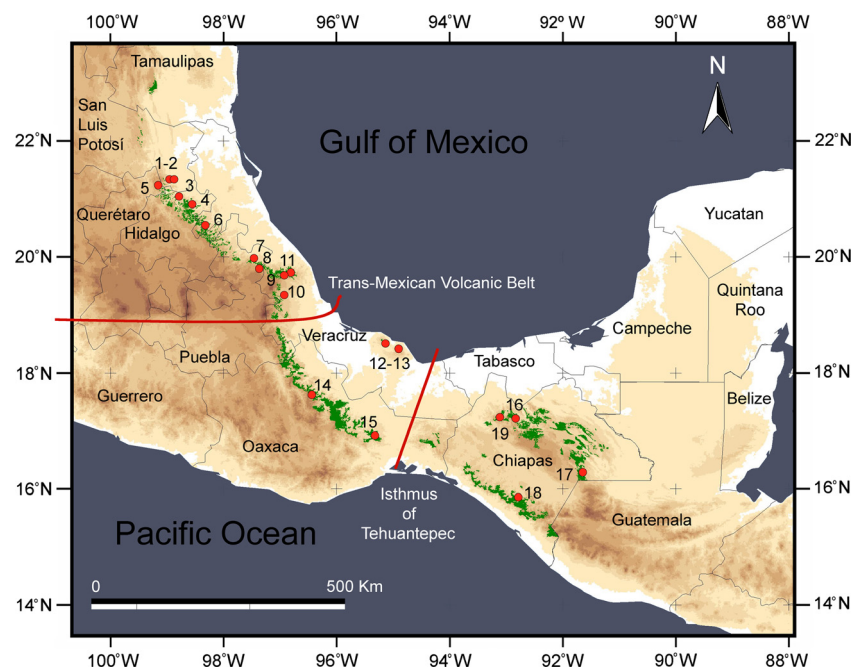 100°W 98°W 96°W 94°W 92º W 90°W 88°W
Tamaulipas
N
San
Luis
Potosí
22°N
22°N
Gulf of Mexico
1-2
5
3
4
Querétaro
6
Hidalgo
Yucatan
20°N
20°N
7
8
11
9
10
Trans-Mexican Volcanic Belt
Quintana
Roo
Campeche
Veracruz
Puebla
12-13
Tabasco
18°N
18°N
Guerrero
14
Belize
15
16
19
Oaxaca
Chiapas
17
16°N
16°N
18
Isthmus
of
Tehuantepec
Guatemala
Pacific Ocean
0 500 Km
14°N
14°N
100°W 98°W 96°W 94°W 92°W 90°W 88°W